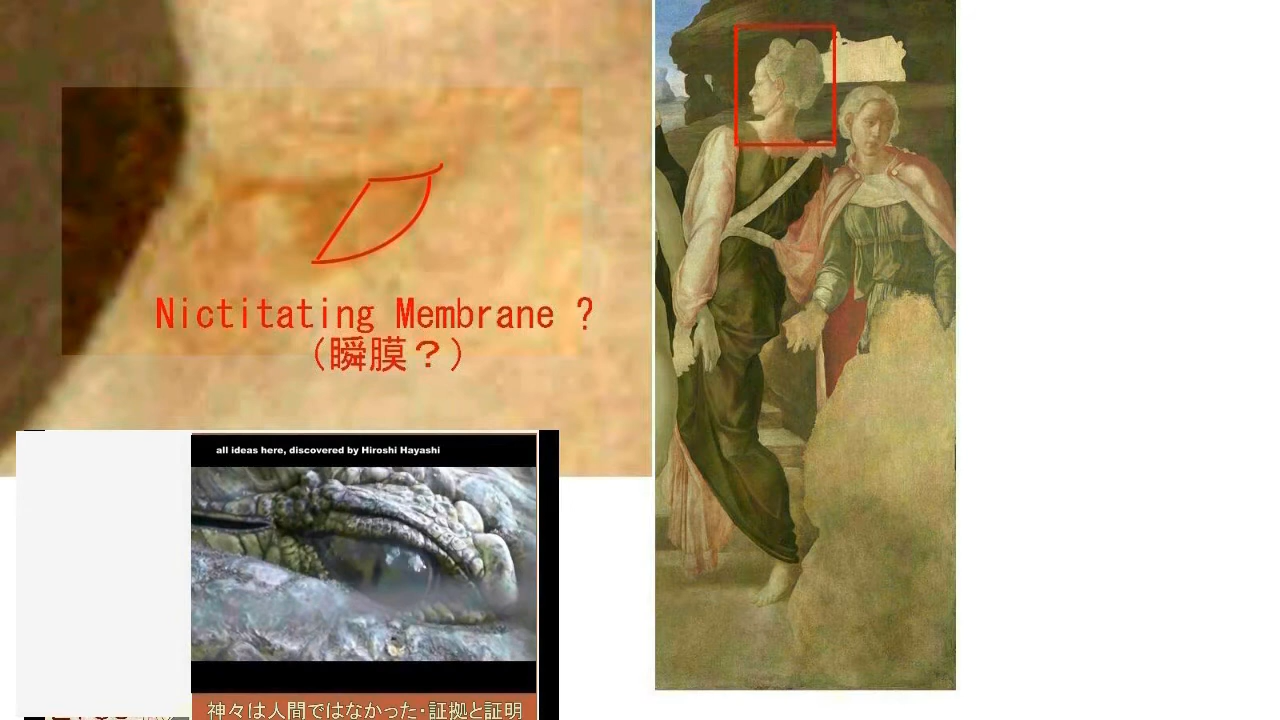 Nictitating Membrane ?
(瞬膜？)
all ideas here, discovered by Hiroshi Hayashi
神々は人間ではなかった・証拠と証明